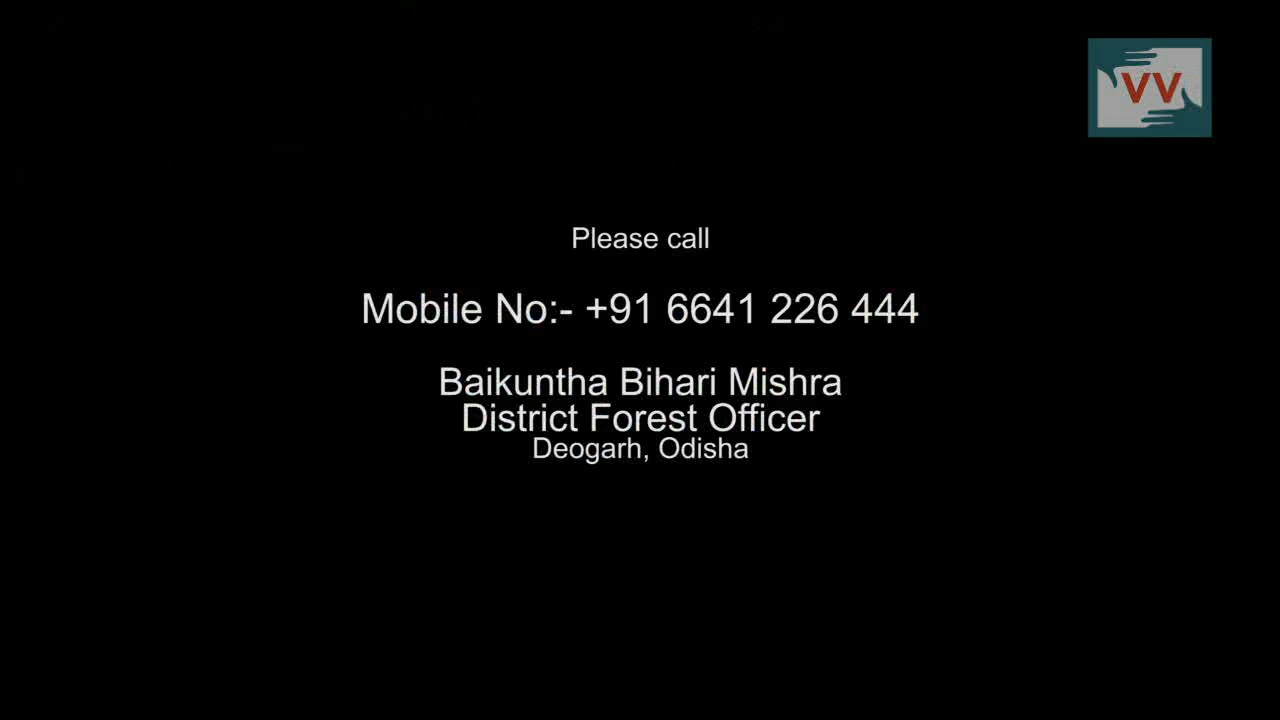 VV
Please call
Mobile No:- +91 6641 226 444
Baikuntha Bihari Mishra
District Forest Officer
Deogarh, Odisha